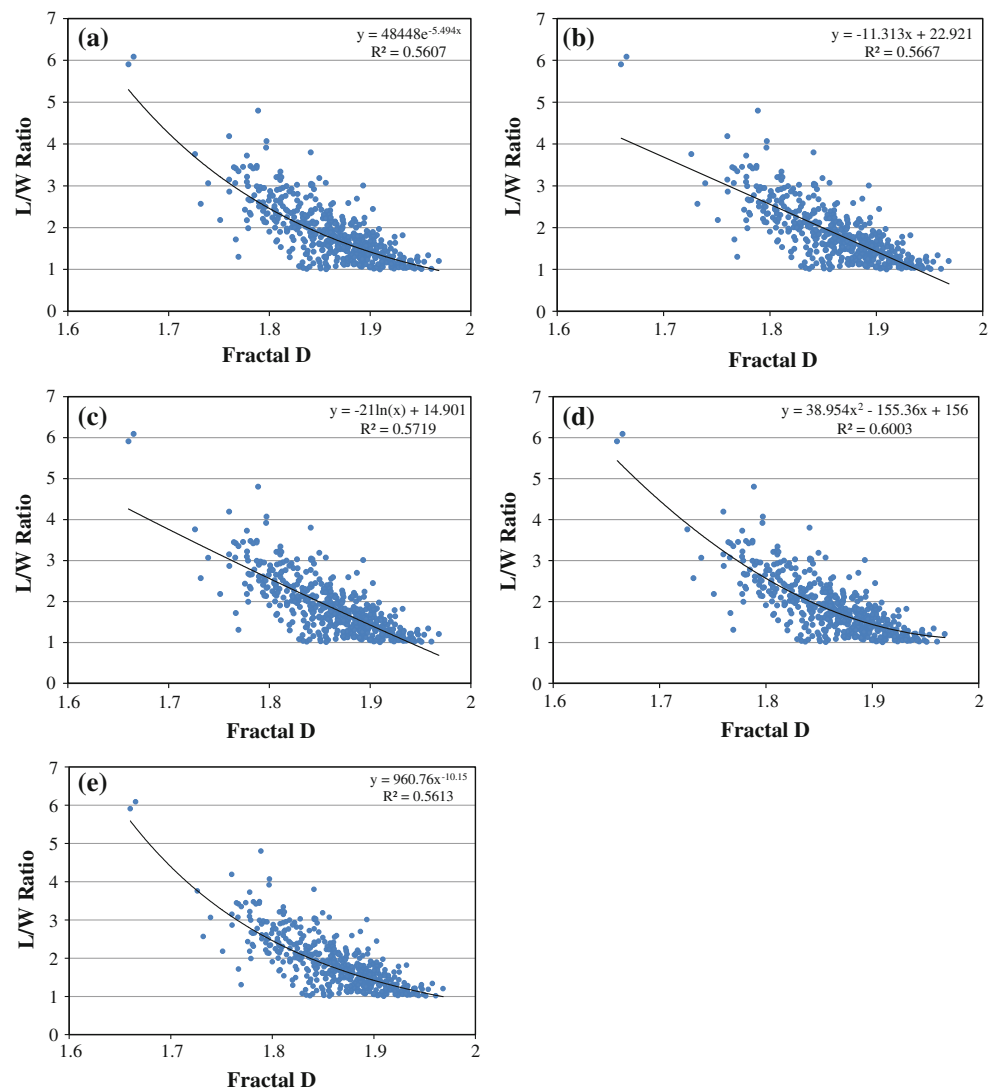 (a)
y = 48448e^-5.494x
R² = 0.5607
7
6
5
4
3
2
1
0
L/W Ratio
1.6 1.7 1.8 1.9 2
Fractal D
(b)
y = -11.313x + 22.921
R² = 0.5667
7
6
5
4
3
2
1
0
L/W Ratio
1.6 1.7 1.8 1.9 2
Fractal D
(c)
y = -21ln(x) + 14.901
R² = 0.5719
7
6
5
4
3
2
1
0
L/W Ratio
1.6 1.7 1.8 1.9 2
Fractal D
(d)
y = 38.954x² - 155.36x + 156
R² = 0.6003
7
6
5
4
3
2
1
0
L/W Ratio
1.6 1.7 1.8 1.9 2
Fractal D
(e)
y = 960.76x^-10.15
R² = 0.5613
7
6
5
4
3
2
1
0
L/W Ratio
1.6 1.7 1.8 1.9 2
Fractal D